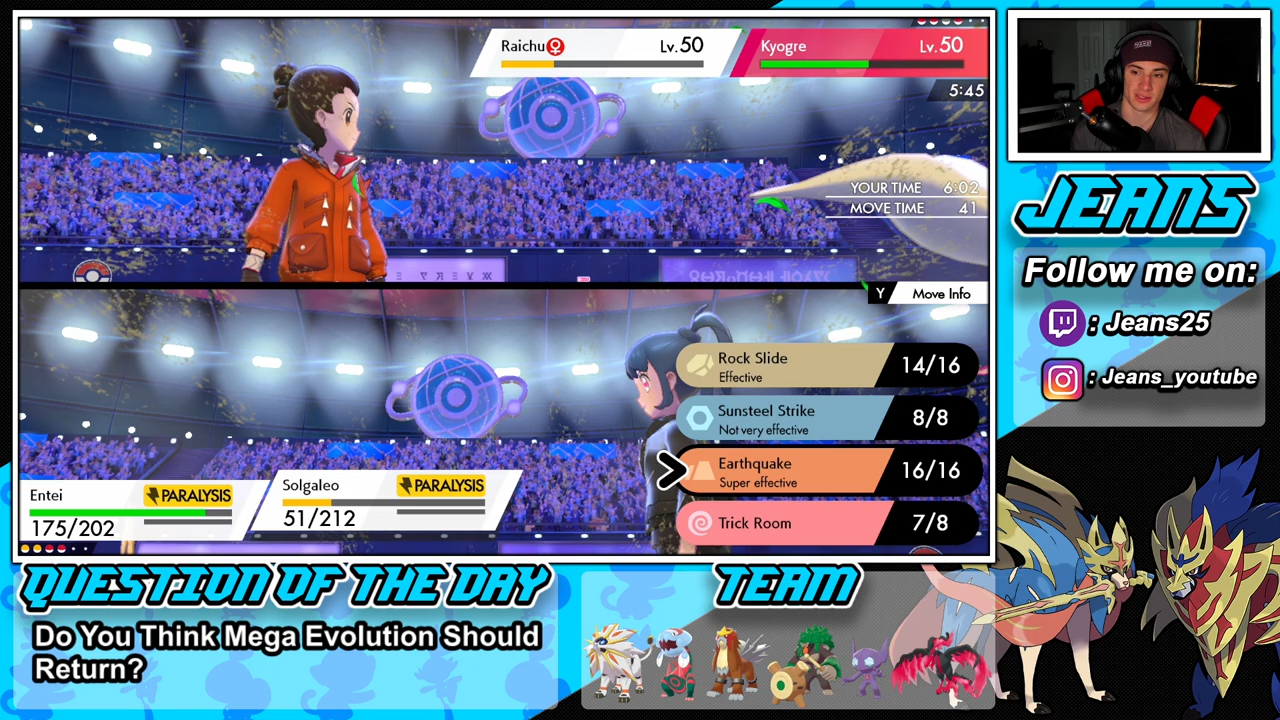 Raichu Lv. 50
Kyogre Lv. 50
5:45
YOUR TIME 6:02
MOVE TIME 41
Y Move Info
Rock Slide 14/16
Effective
Sunsteel Strike 8/8
Not very effective
Earthquake 16/16
Super effective
Trick Room 7/8
Entei PARALYSIS
175/202
Solgaleo PARALYSIS
51/212
JEANS
Follow me on:
: Jeans25
: Jeans_youtube
QUESTION OF THE DAY
Do You Think Mega Evolution Should
Return?
TEAM